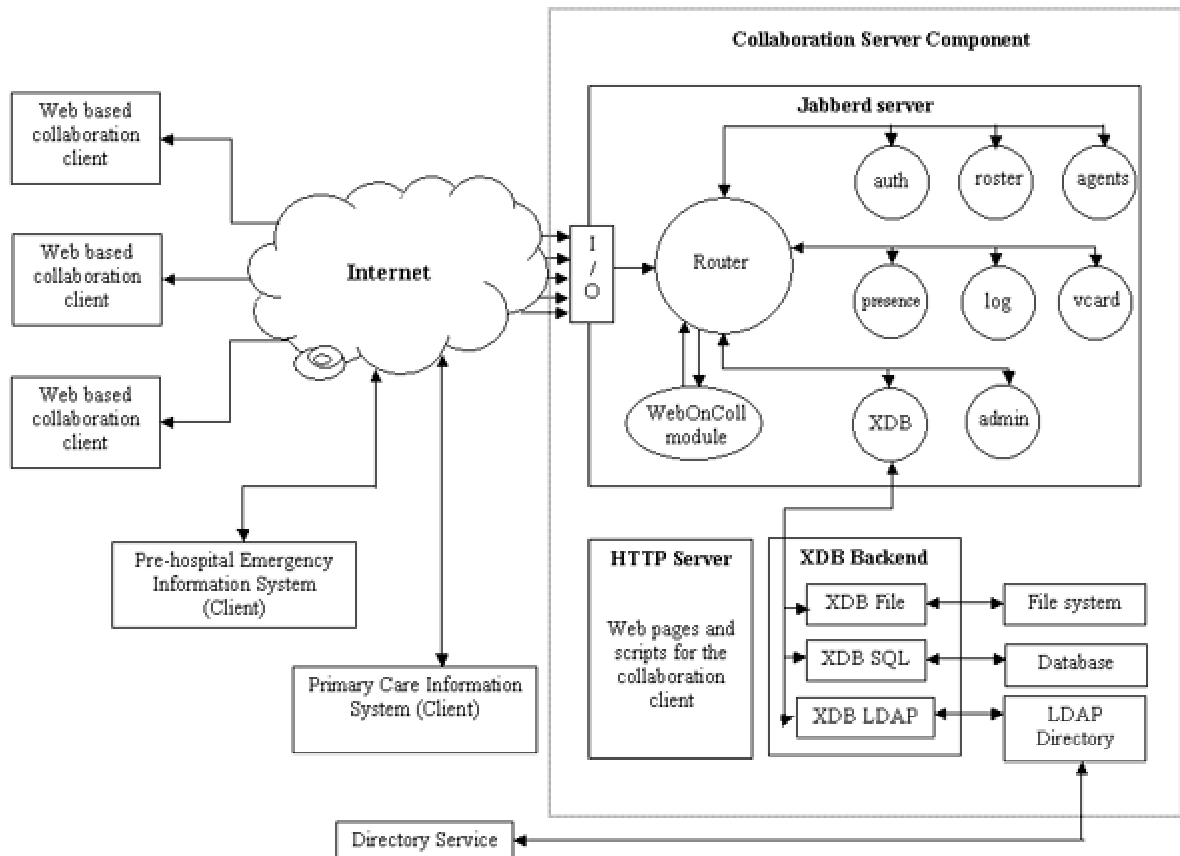 Collaboration Server Component
Jabberd server
Web based
collaboration
client
auth
roster
agents
Web based
collaboration
client
Internet
I
/
O
Router
presence
log
vcard
Web based
collaboration
client
WebOnColl
module
XDB
admin
Pre-hospital Emergency
Information System
(Client)
HTTP Server
Web pages and
scripts for the
collaboration
client
XDB Backend
XDB File
File system
XDB SQL
Database
XDB LDAP
LDAP
Directory
Primary Care Information
System (Client)
Directory Service